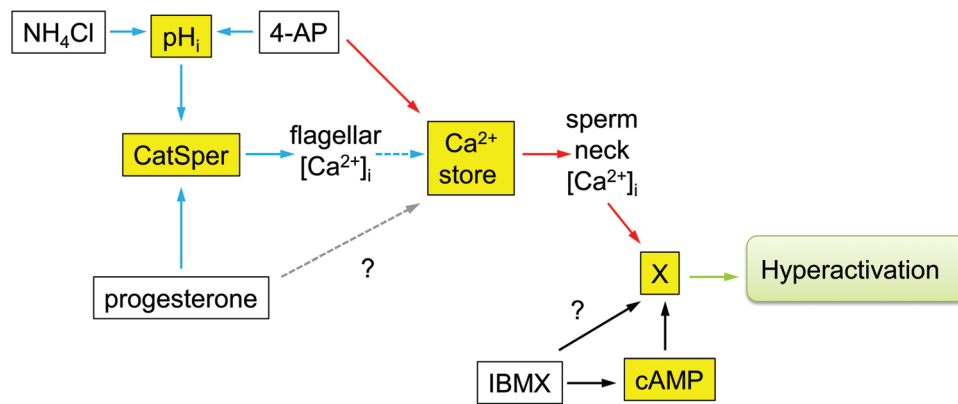 NH₄Cl
pHᵢ
4-AP
CatSper
flagellar
[Ca²⁺]ᵢ
Ca²⁺
store
sperm
neck
[Ca²⁺]ᵢ
?
progesterone
X
Hyperactivation
?
IBMX
cAMP